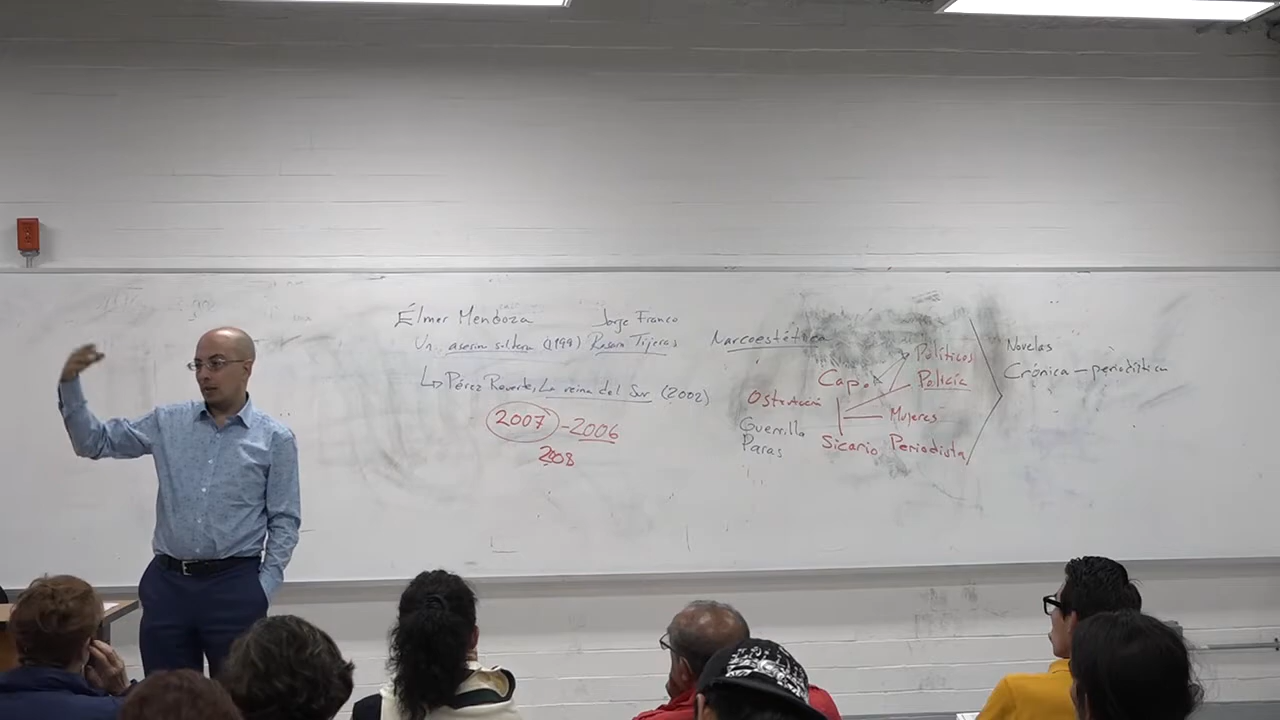 Élmer Mendoza
Jorge Franco
Un asesino solitario (1999) Rosario Tijeras
↳ Pérez Reverte, La reina del Sur (2002)
2007 - 2006
2008
Narcoestética
Ostentación
Guerrilla
Paras
Capo
Sicario
Políticos
Policía
Mujeres
Periodista
Novelas
Crónica - periodística